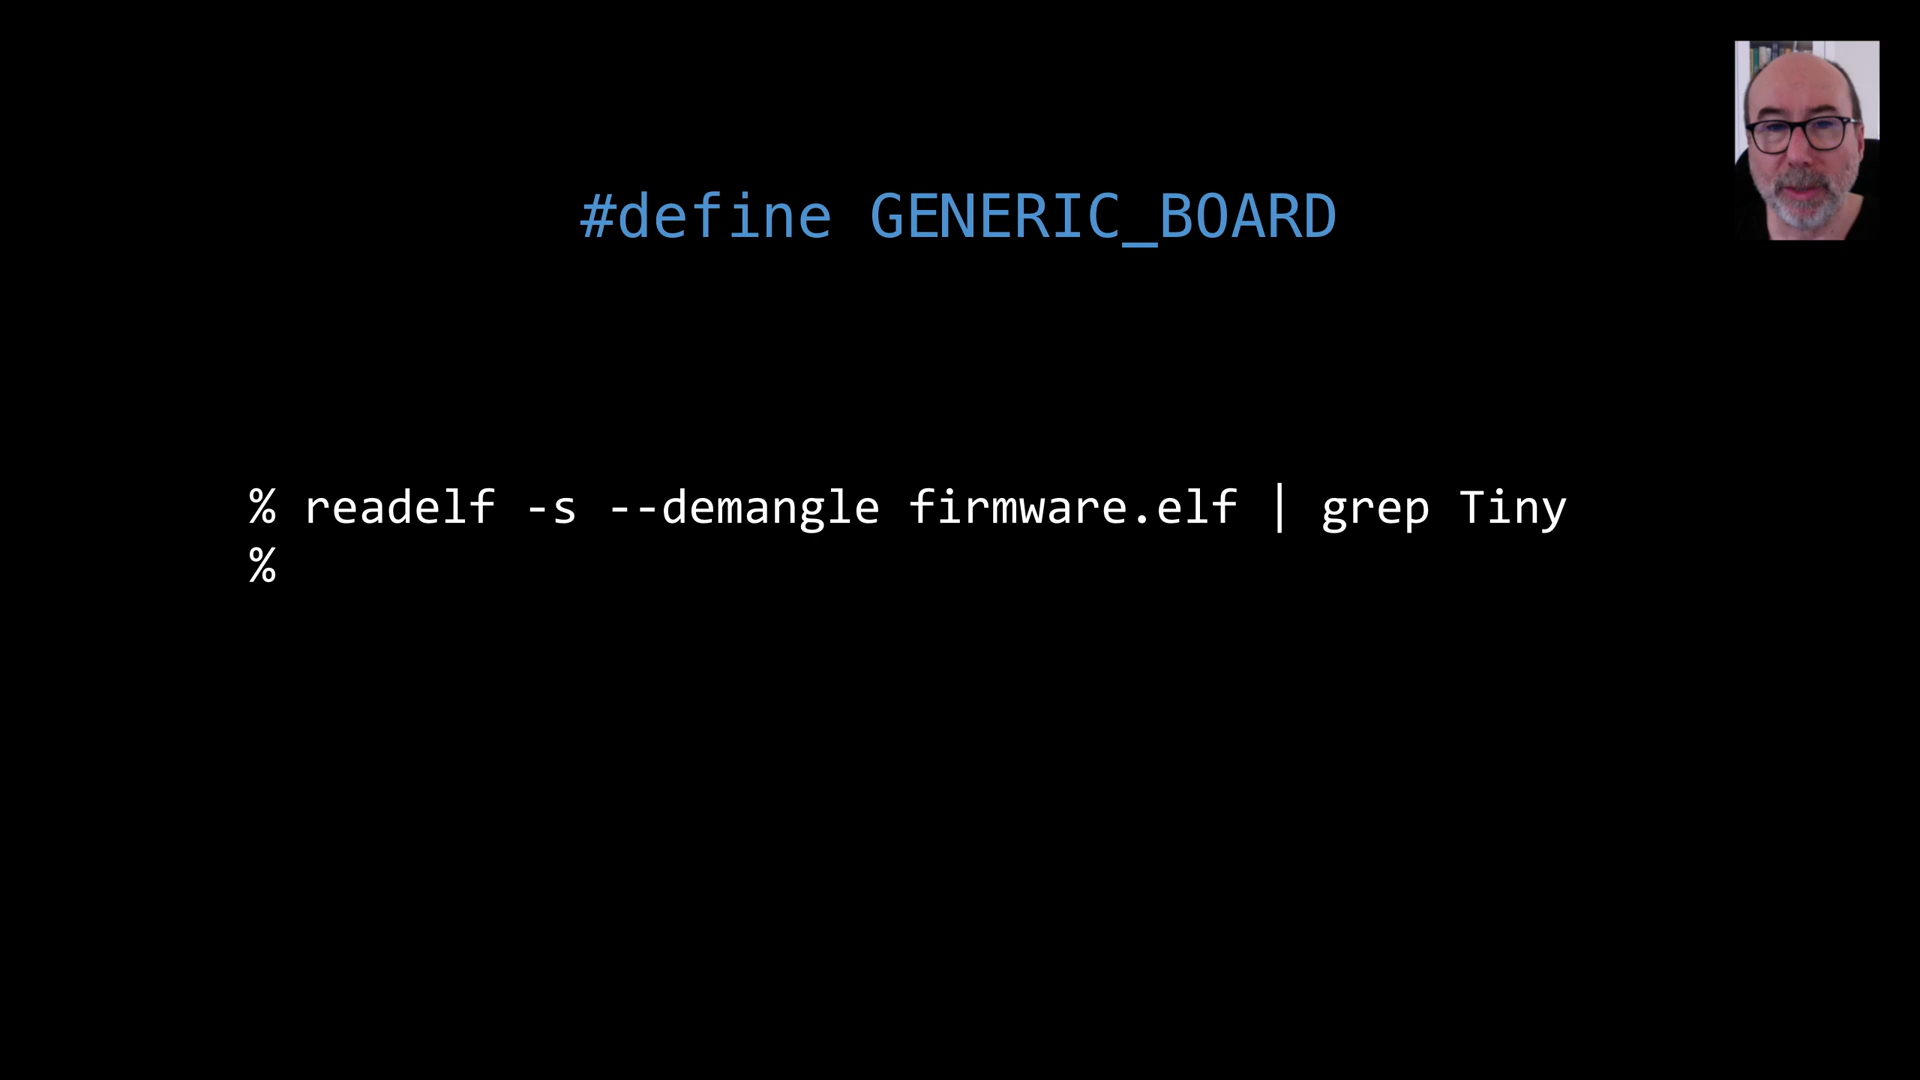 #define GENERIC_BOARD
% readelf -s --demangle firmware.elf | grep Tiny
%